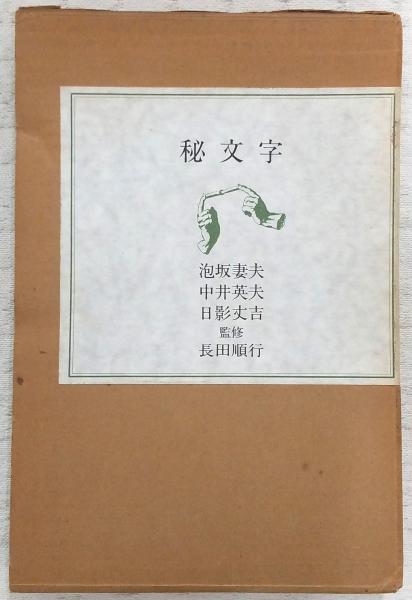 秘文字
泡坂妻夫
中井英夫
日影丈吉
監修
長田順行